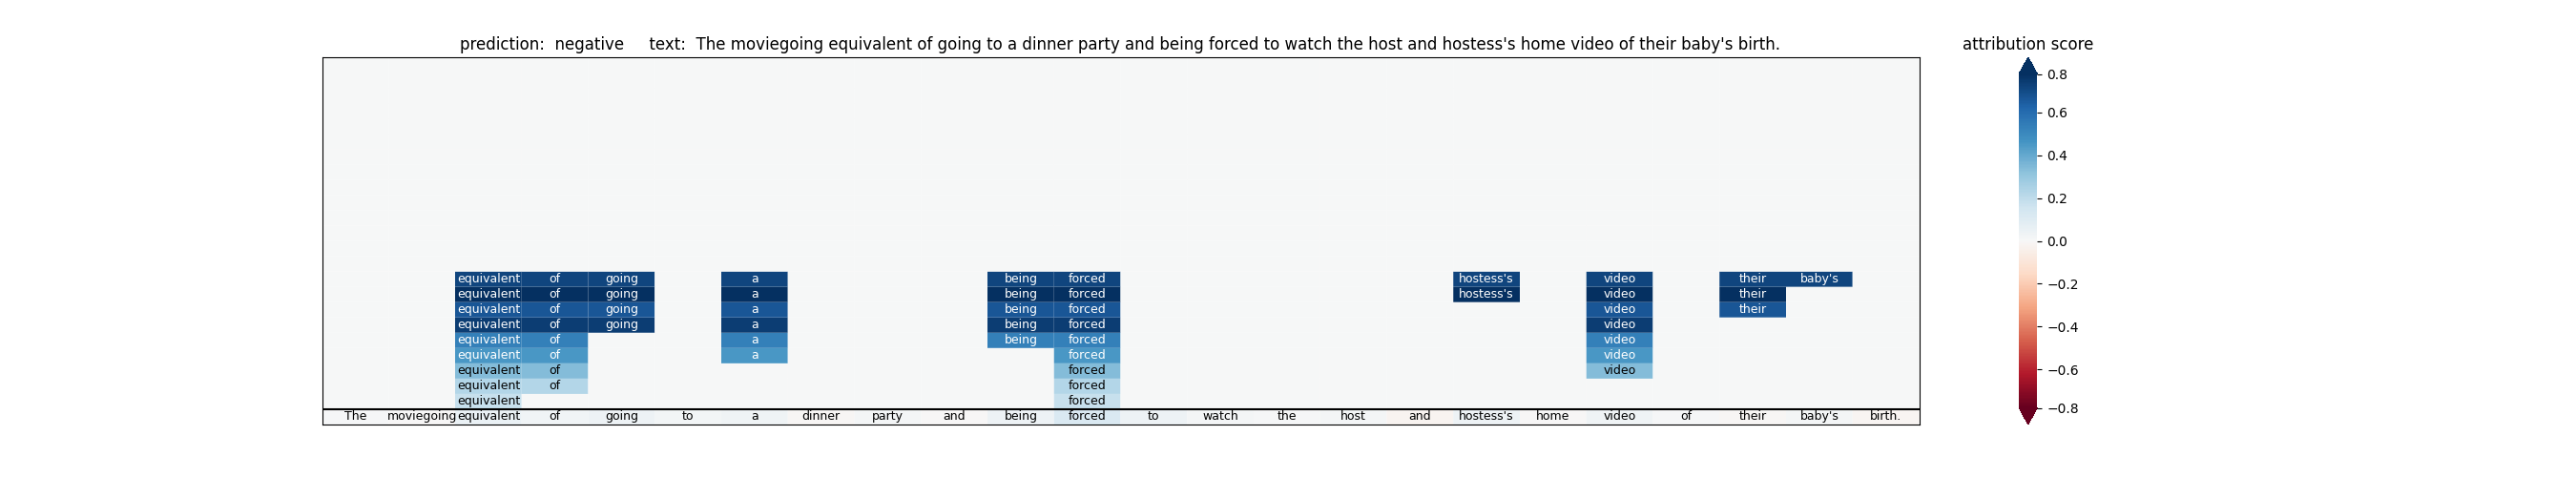 prediction:  negative     text:  The moviegoing equivalent of going to a dinner party and being forced to watch the host and hostess's home video of their baby's birth.
attribution score
equivalent of going a being forced hostess's video their baby's
equivalent of going a being forced hostess's video their
equivalent of going a being forced video their
equivalent of going a being forced video
equivalent of a being forced video
equivalent of a forced video
equivalent of forced video
equivalent of forced
equivalent forced
The moviegoing equivalent of going to a dinner party and being forced to watch the host and hostess's home video of their baby's birth.
0.8
0.6
0.4
0.2
0.0
−0.2
−0.4
−0.6
−0.8